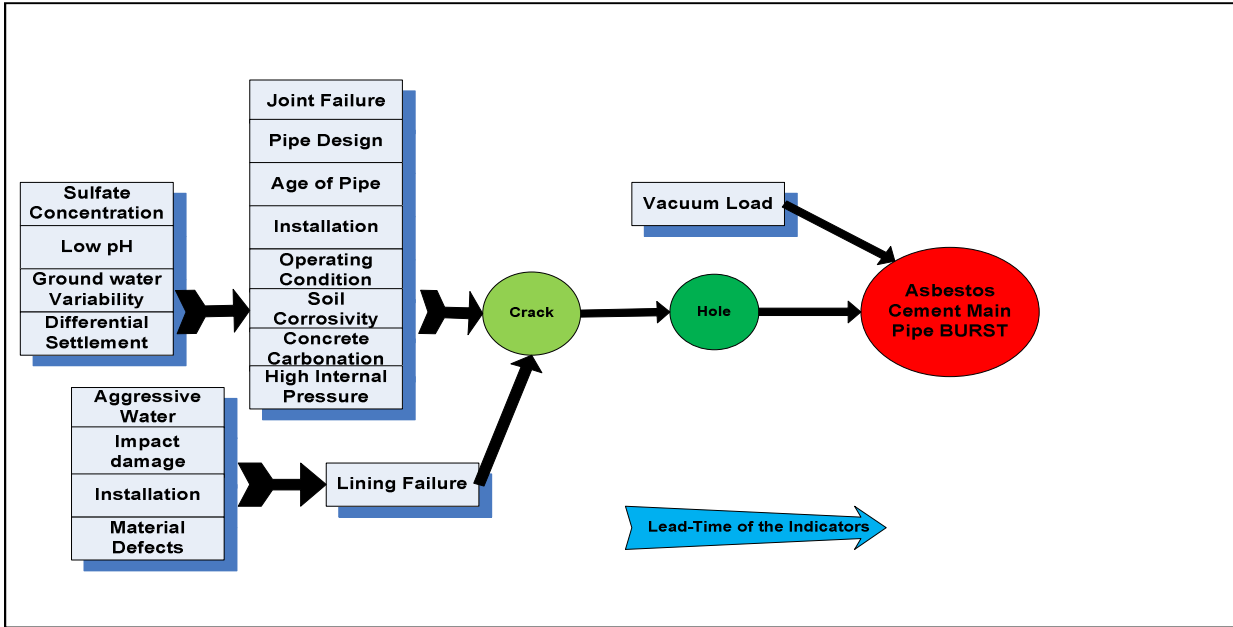 Joint Failure
Pipe Design
Age of Pipe
Installation
Operating
Condition
Soil
Corrosivity
Concrete
Carbonation
High Internal
Pressure
Sulfate
Concentration
Low pH
Ground water
Variability
Differential
Settlement
Aggressive
Water
Impact
damage
Installation
Material
Defects
Lining Failure
Crack
Hole
Vacuum Load
Asbestos
Cement Main
Pipe BURST
Lead-Time of the Indicators